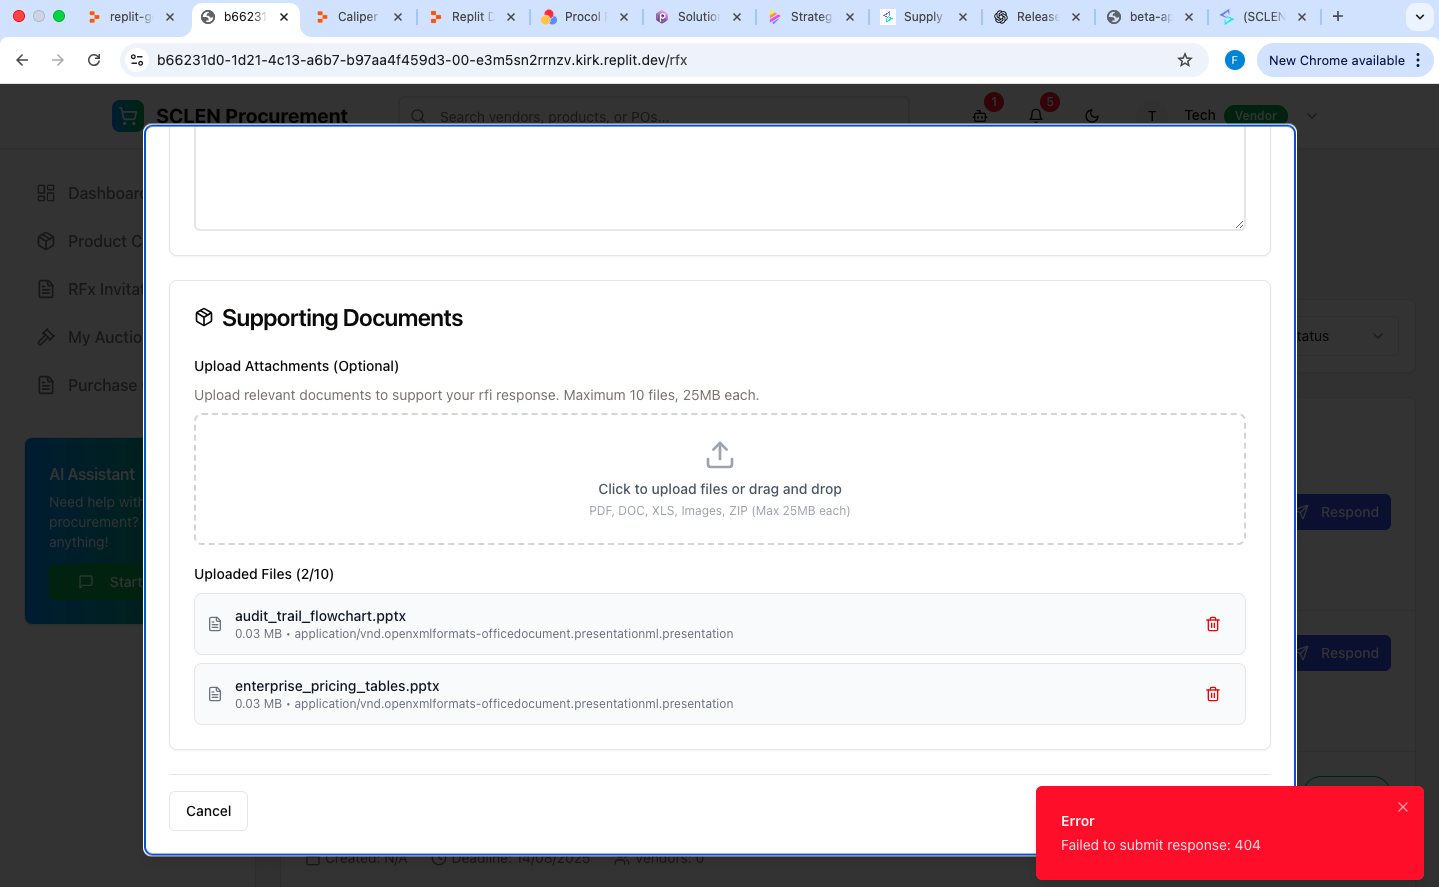 replit-g
b66231
Caliper
Replit D
Procol
Solutio
Strateg
Supply
Release
beta-ap
(SCLEN
b66231d0-1d21-4c13-a6b7-b97aa4f459d3-00-e3m5sn2rrnzv.kirk.replit.dev/rfx
F
New Chrome available
SCLEN Procurement
Search vendors, products, or POs...
1
5
T
Tech
Vendor
Dashboard
Product C
RFx Invita
My Auctio
Purchase
AI Assistant
Need help with
procurement?
anything!
Start
tatus
Respond
Respond
Supporting Documents
Upload Attachments (Optional)
Upload relevant documents to support your rfi response. Maximum 10 files, 25MB each.
Click to upload files or drag and drop
PDF, DOC, XLS, Images, ZIP (Max 25MB each)
Uploaded Files (2/10)
audit_trail_flowchart.pptx
0.03 MB • application/vnd.openxmlformats-officedocument.presentationml.presentation
enterprise_pricing_tables.pptx
0.03 MB • application/vnd.openxmlformats-officedocument.presentationml.presentation
Cancel
Error
Failed to submit response: 404
Created: N/A
Deadline: 14/08/2025
Vendors: 0